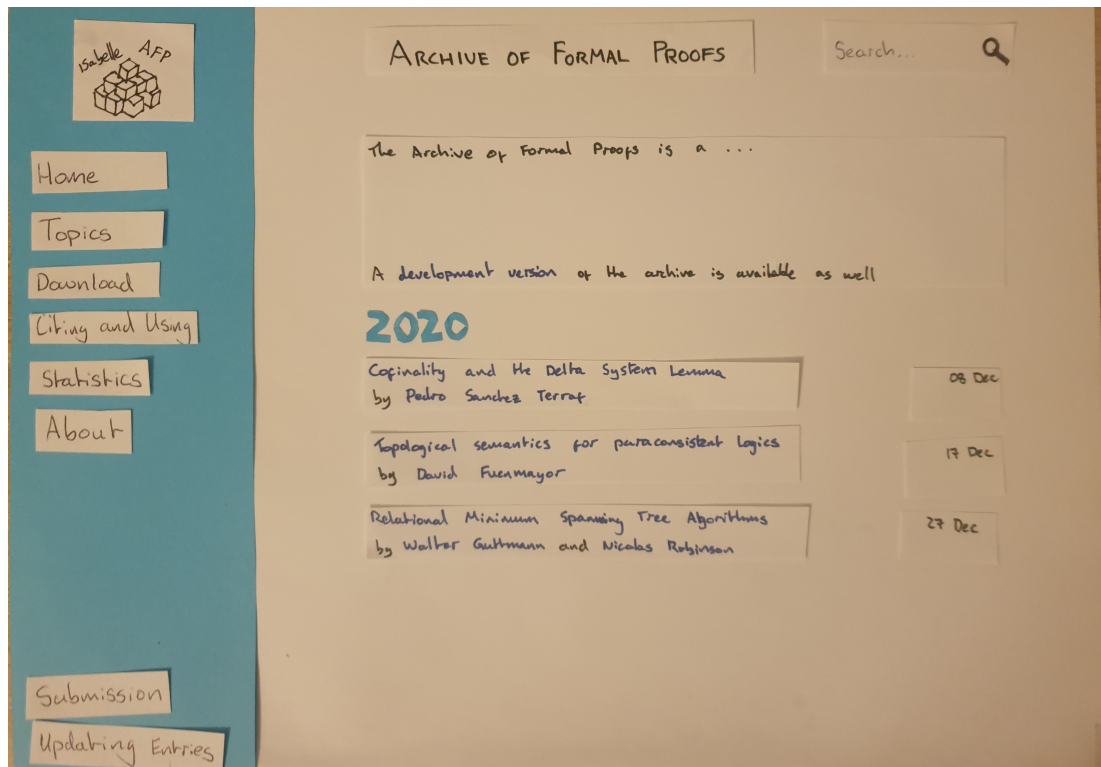 Isabelle AFP
Home
Topics
Download
Citing and Using
Statistics
About
Submission
Updating Entries
ARCHIVE OF FORMAL PROOFS
Search...
The Archive of Formal Proofs is a ...
A development version of the archive is available as well
2020
Cofinality and the Delta System Lemma
by Pedro Sanchez Terraf
08 Dec
Topological semantics for paraconsistent logics
by David Fuenmayor
17 Dec
Relational Minimum Spanning Tree Algorithms
by Walter Guttmann and Nicolas Robinson
27 Dec